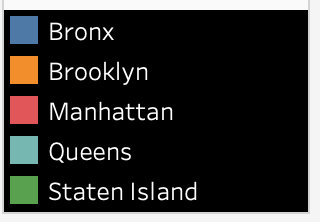 Bronx
Brooklyn
Manhattan
Queens
Staten Island